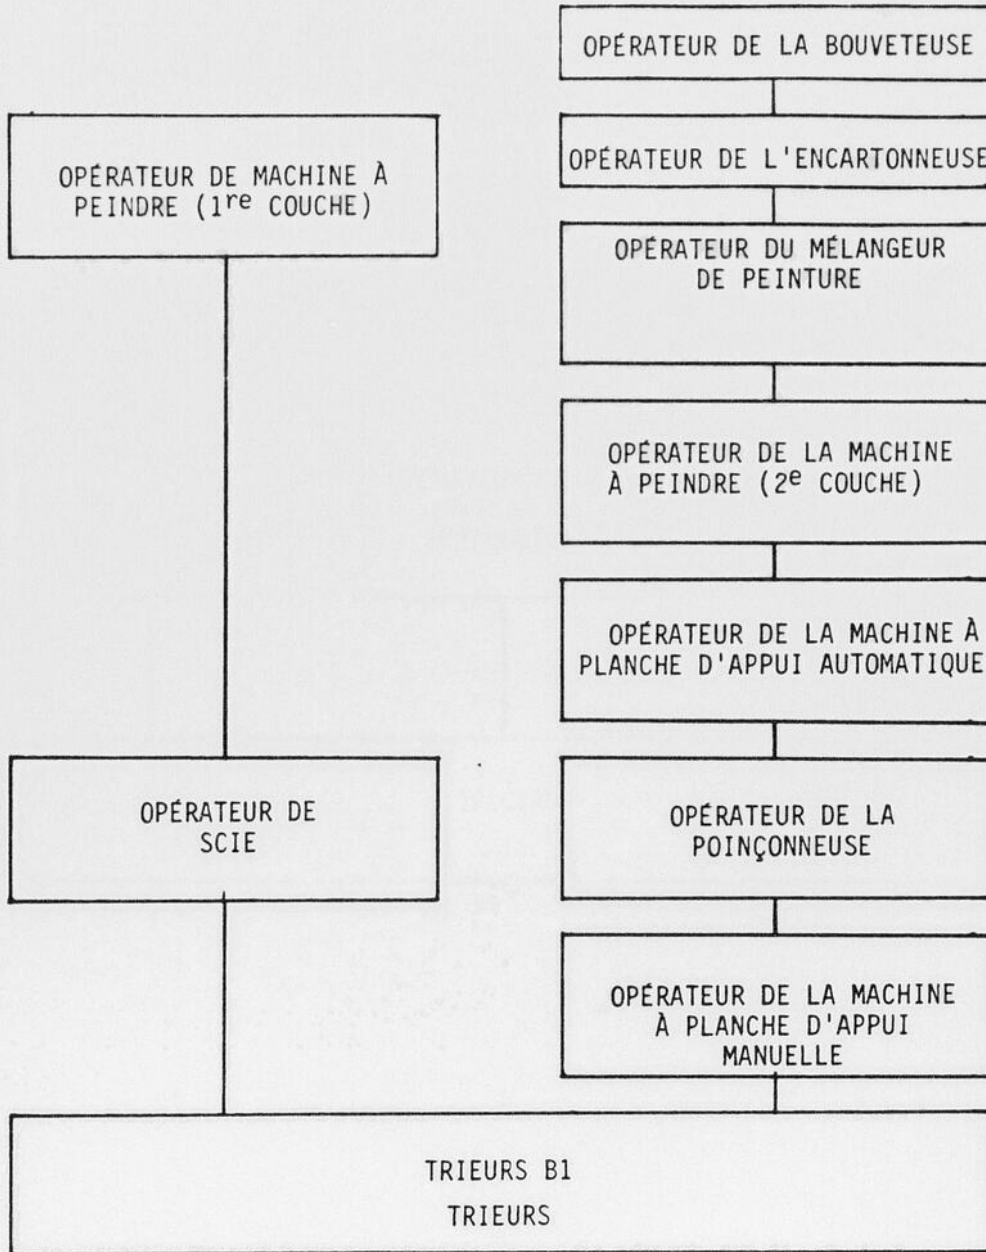 OPÉRATEUR DE LA BOUVETEUSE
OPÉRATEUR DE L'ENCARTONNEUSE
OPÉRATEUR DE MACHINE À
PEINDRE (1re COUCHE)
OPÉRATEUR DU MÉLANGEUR
DE PEINTURE
OPÉRATEUR DE LA MACHINE
À PEINDRE (2e COUCHE)
OPÉRATEUR DE LA MACHINE À
PLANCHE D'APPUI AUTOMATIQUE
OPÉRATEUR DE
SCIE
OPÉRATEUR DE LA
POINÇONNEUSE
OPÉRATEUR DE LA MACHINE
À PLANCHE D'APPUI
MANUELLE
TRIEURS B1
TRIEURS